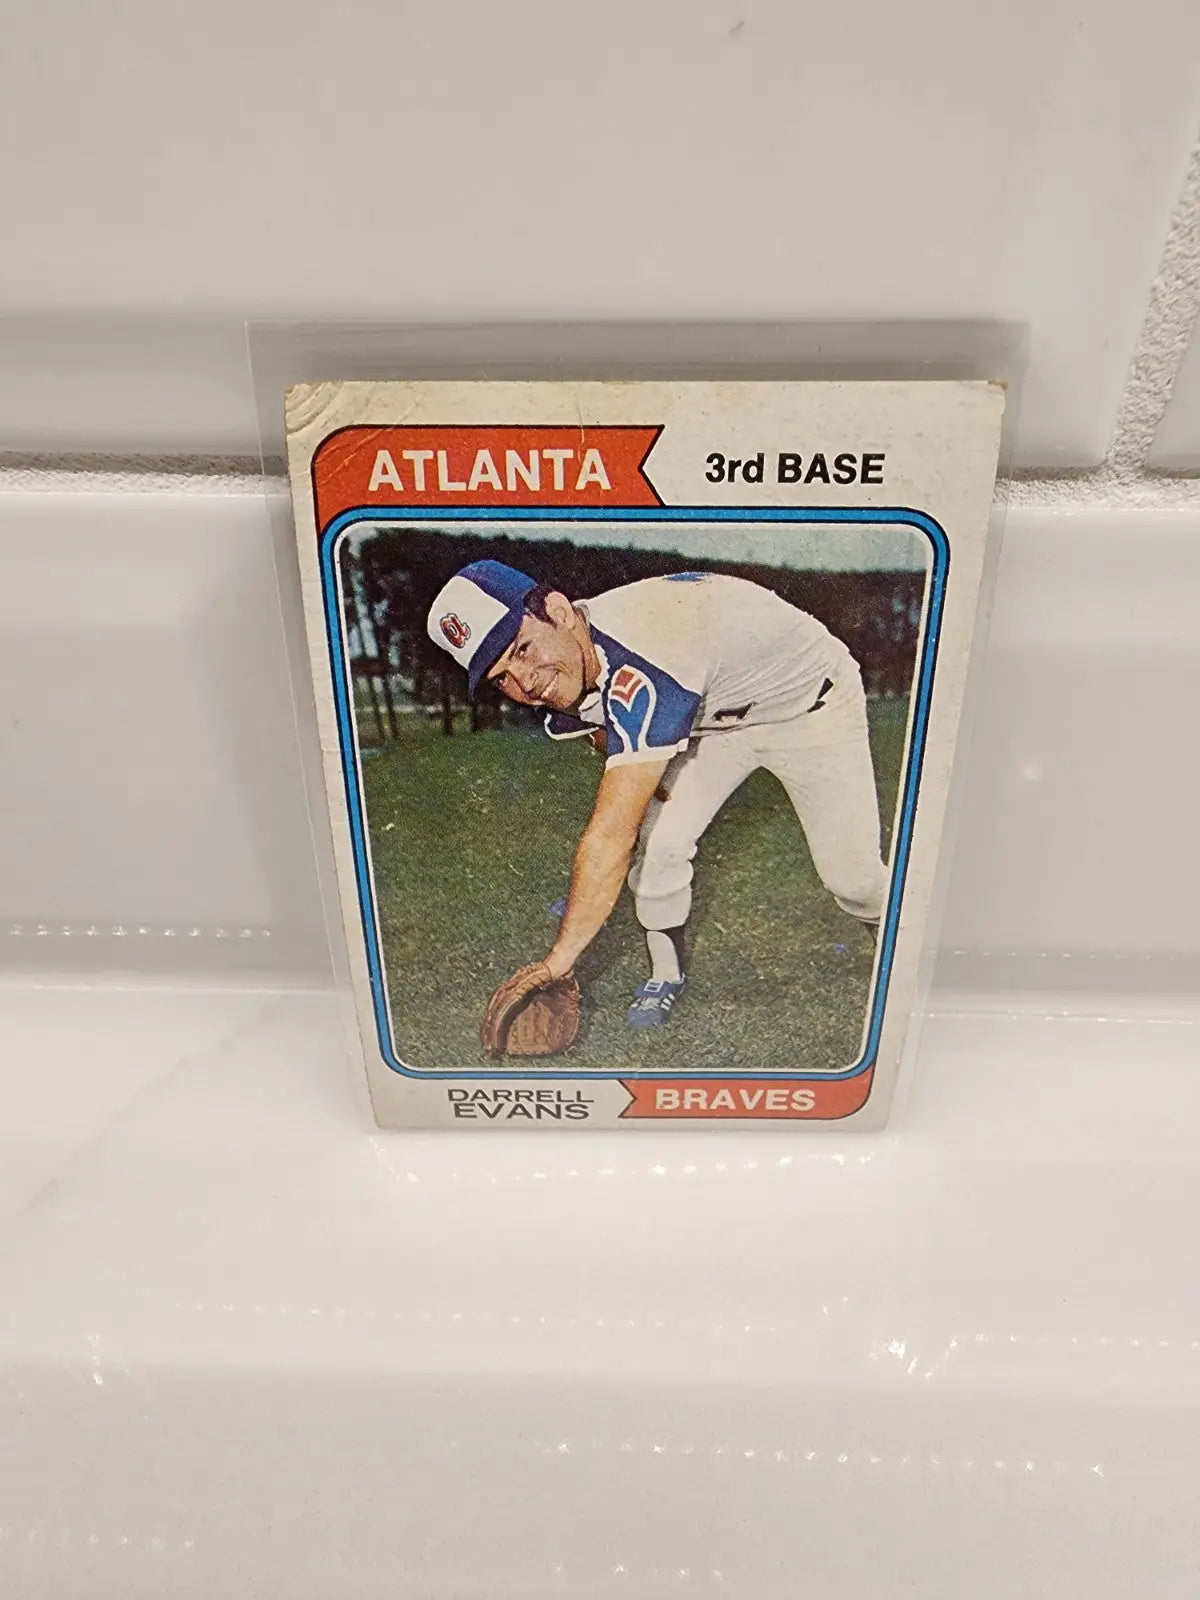 ATLANTA
3rd BASE
a
DARRELL
EVANS
BRAVES